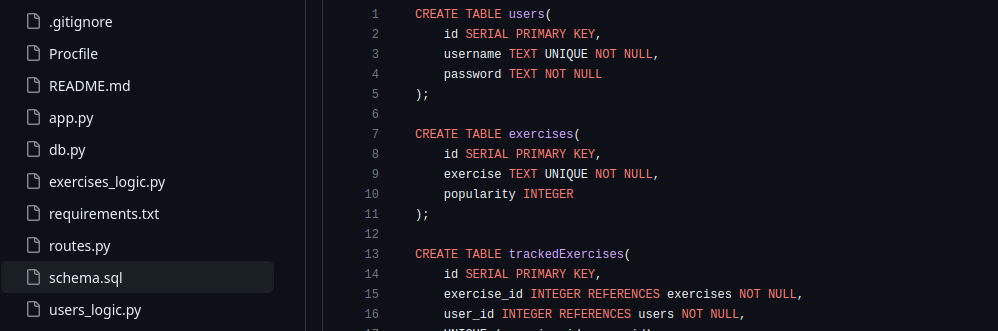 .gitignore
Procfile
README.md
app.py
db.py
exercises_logic.py
requirements.txt
routes.py
schema.sql
users_logic.py
1 CREATE TABLE users(
2 id SERIAL PRIMARY KEY,
3 username TEXT UNIQUE NOT NULL,
4 password TEXT NOT NULL
5 );
6
7 CREATE TABLE exercises(
8 id SERIAL PRIMARY KEY,
9 exercise TEXT UNIQUE NOT NULL,
10 popularity INTEGER
11 );
12
13 CREATE TABLE trackedExercises(
14 id SERIAL PRIMARY KEY,
15 exercise_id INTEGER REFERENCES exercises NOT NULL,
16 user_id INTEGER REFERENCES users NOT NULL,